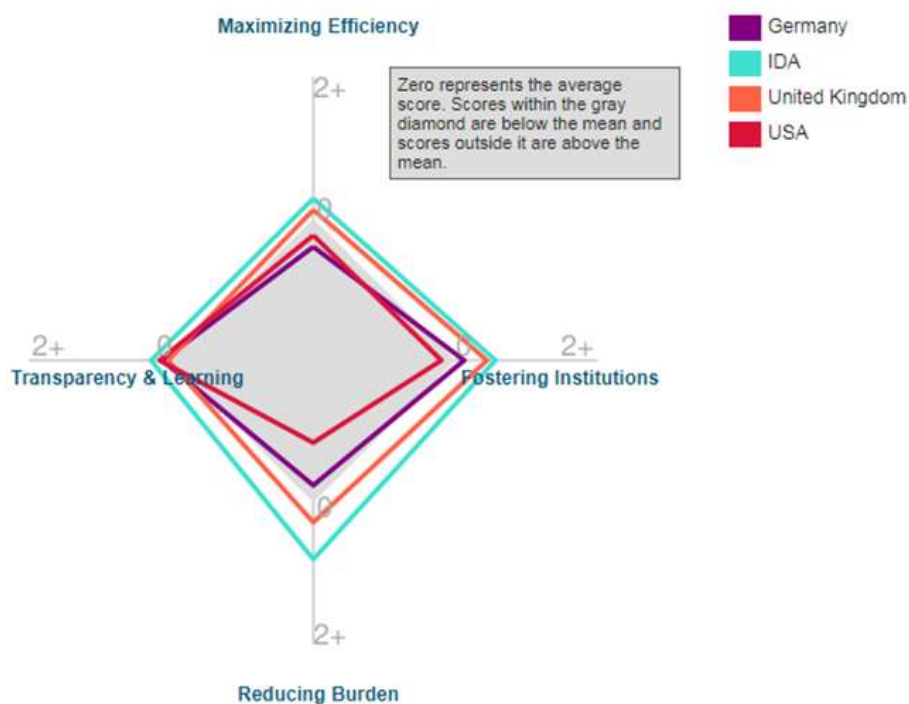 Maximizing Efficiency
Germany
IDA
United Kingdom
USA
2+
Zero represents the average
score. Scores within the gray
diamond are below the mean and
scores outside it are above the
mean.
0
2+
0
0
2+
Transparency & Learning
Fostering Institutions
0
2+
Reducing Burden